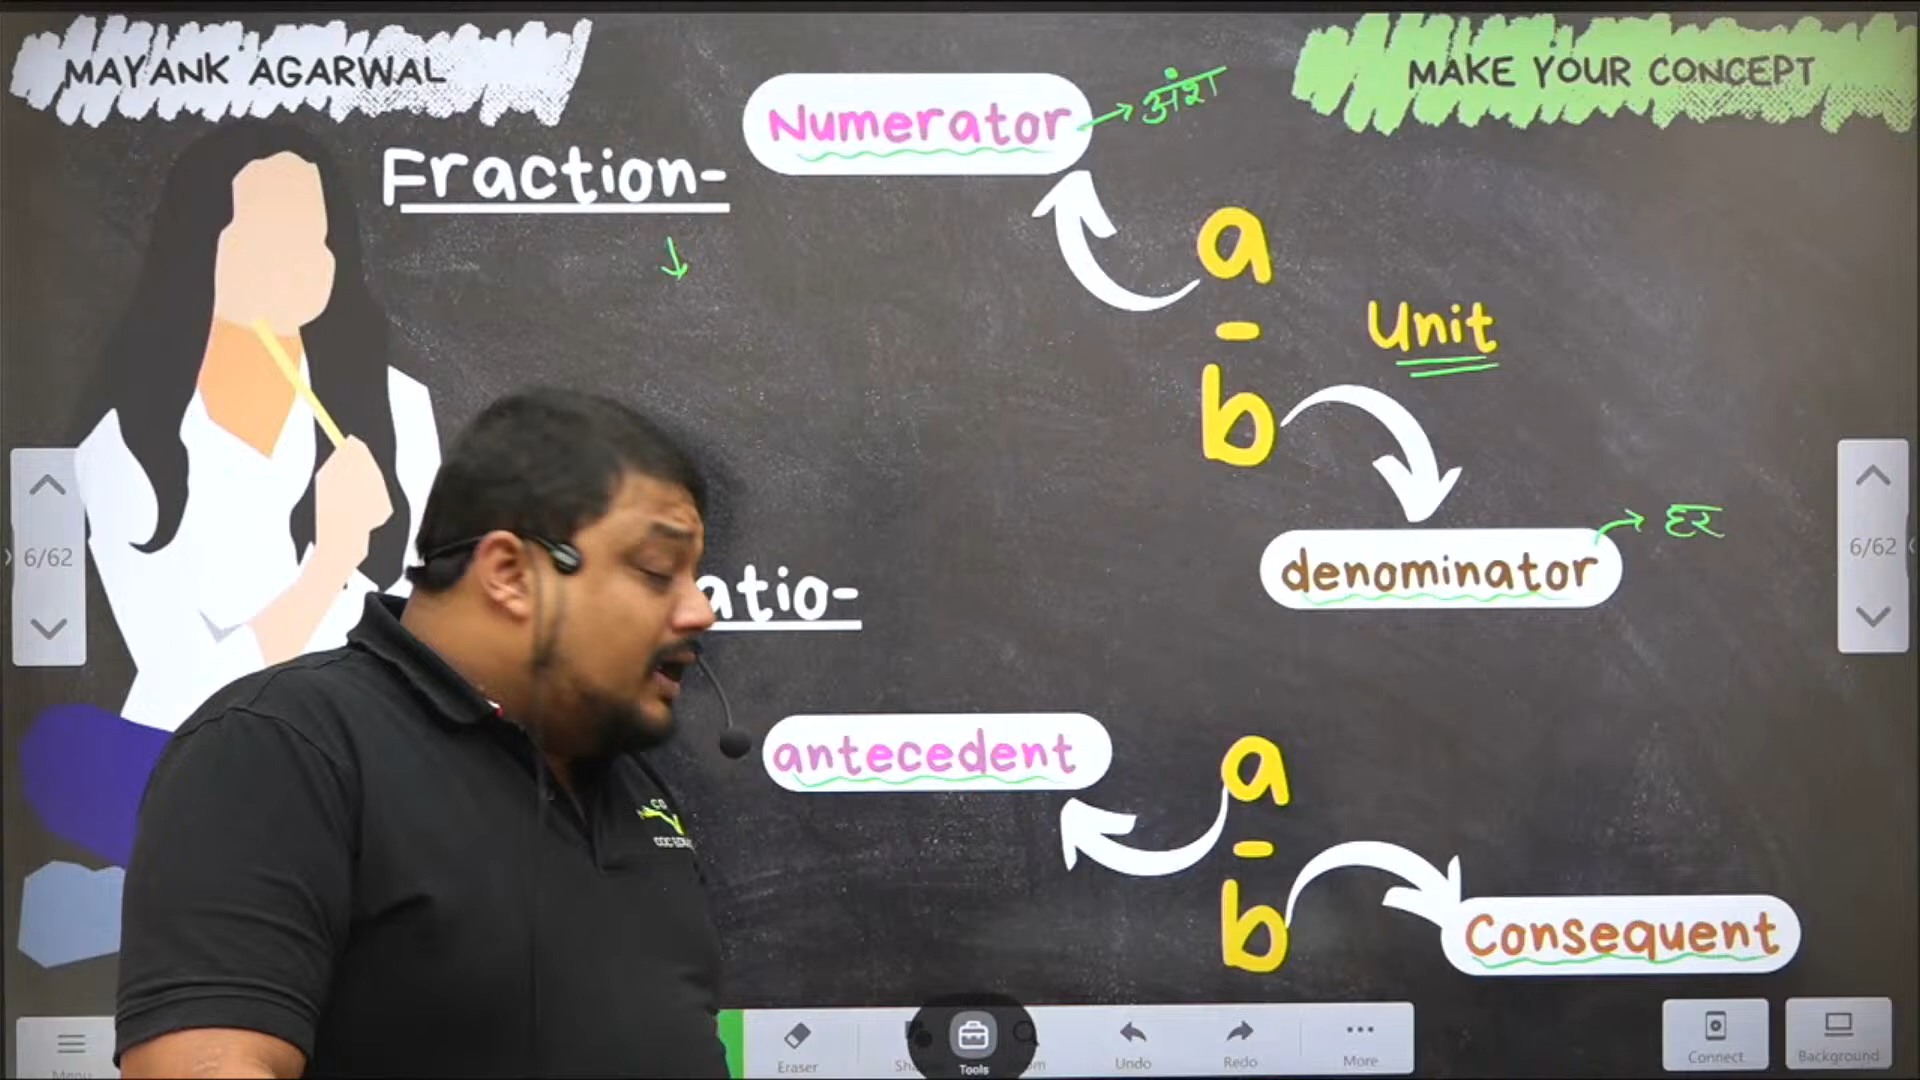 MAYANK AGARWAL
MAKE YOUR CONCEPT
Numerator → अंश
Fraction-
a
-
b
Unit
6/62
6/62
denominator → हर
atio-
antecedent
a
-
b
Consequent
Menu
Eraser
Tools
Undo
Redo
More
Connect
Background